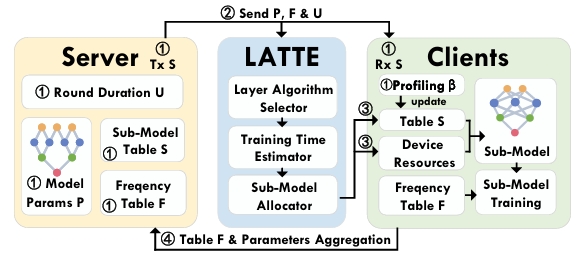 ② Send P, F & U
Server
① Tx S
① Round Duration U
① Model
Params P
Sub-Model
① Table S
Freqency
① Table F
LATTE
Layer Algorithm
Selector
Training Time
Estimator
Sub-Model
Allocator
① Rx S
Clients
① Profiling β
update
③
Table S
③
Device
Resources
Freqency
Table F
Sub-Model
Sub-Model
Training
④ Table F & Parameters Aggregation